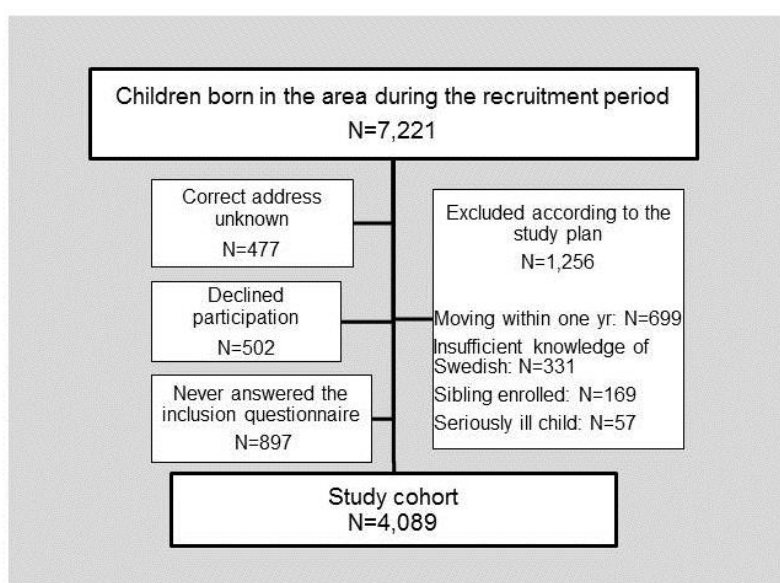 Children born in the area during the recruitment period
N=7,221
Correct address
unknown
N=477
Declined
participation
N=502
Never answered the
inclusion questionnaire
N=897
Excluded according to the
study plan
N=1,256
Moving within one yr: N=699
Insufficient knowledge of
Swedish: N=331
Sibling enrolled: N=169
Seriously ill child: N=57
Study cohort
N=4,089